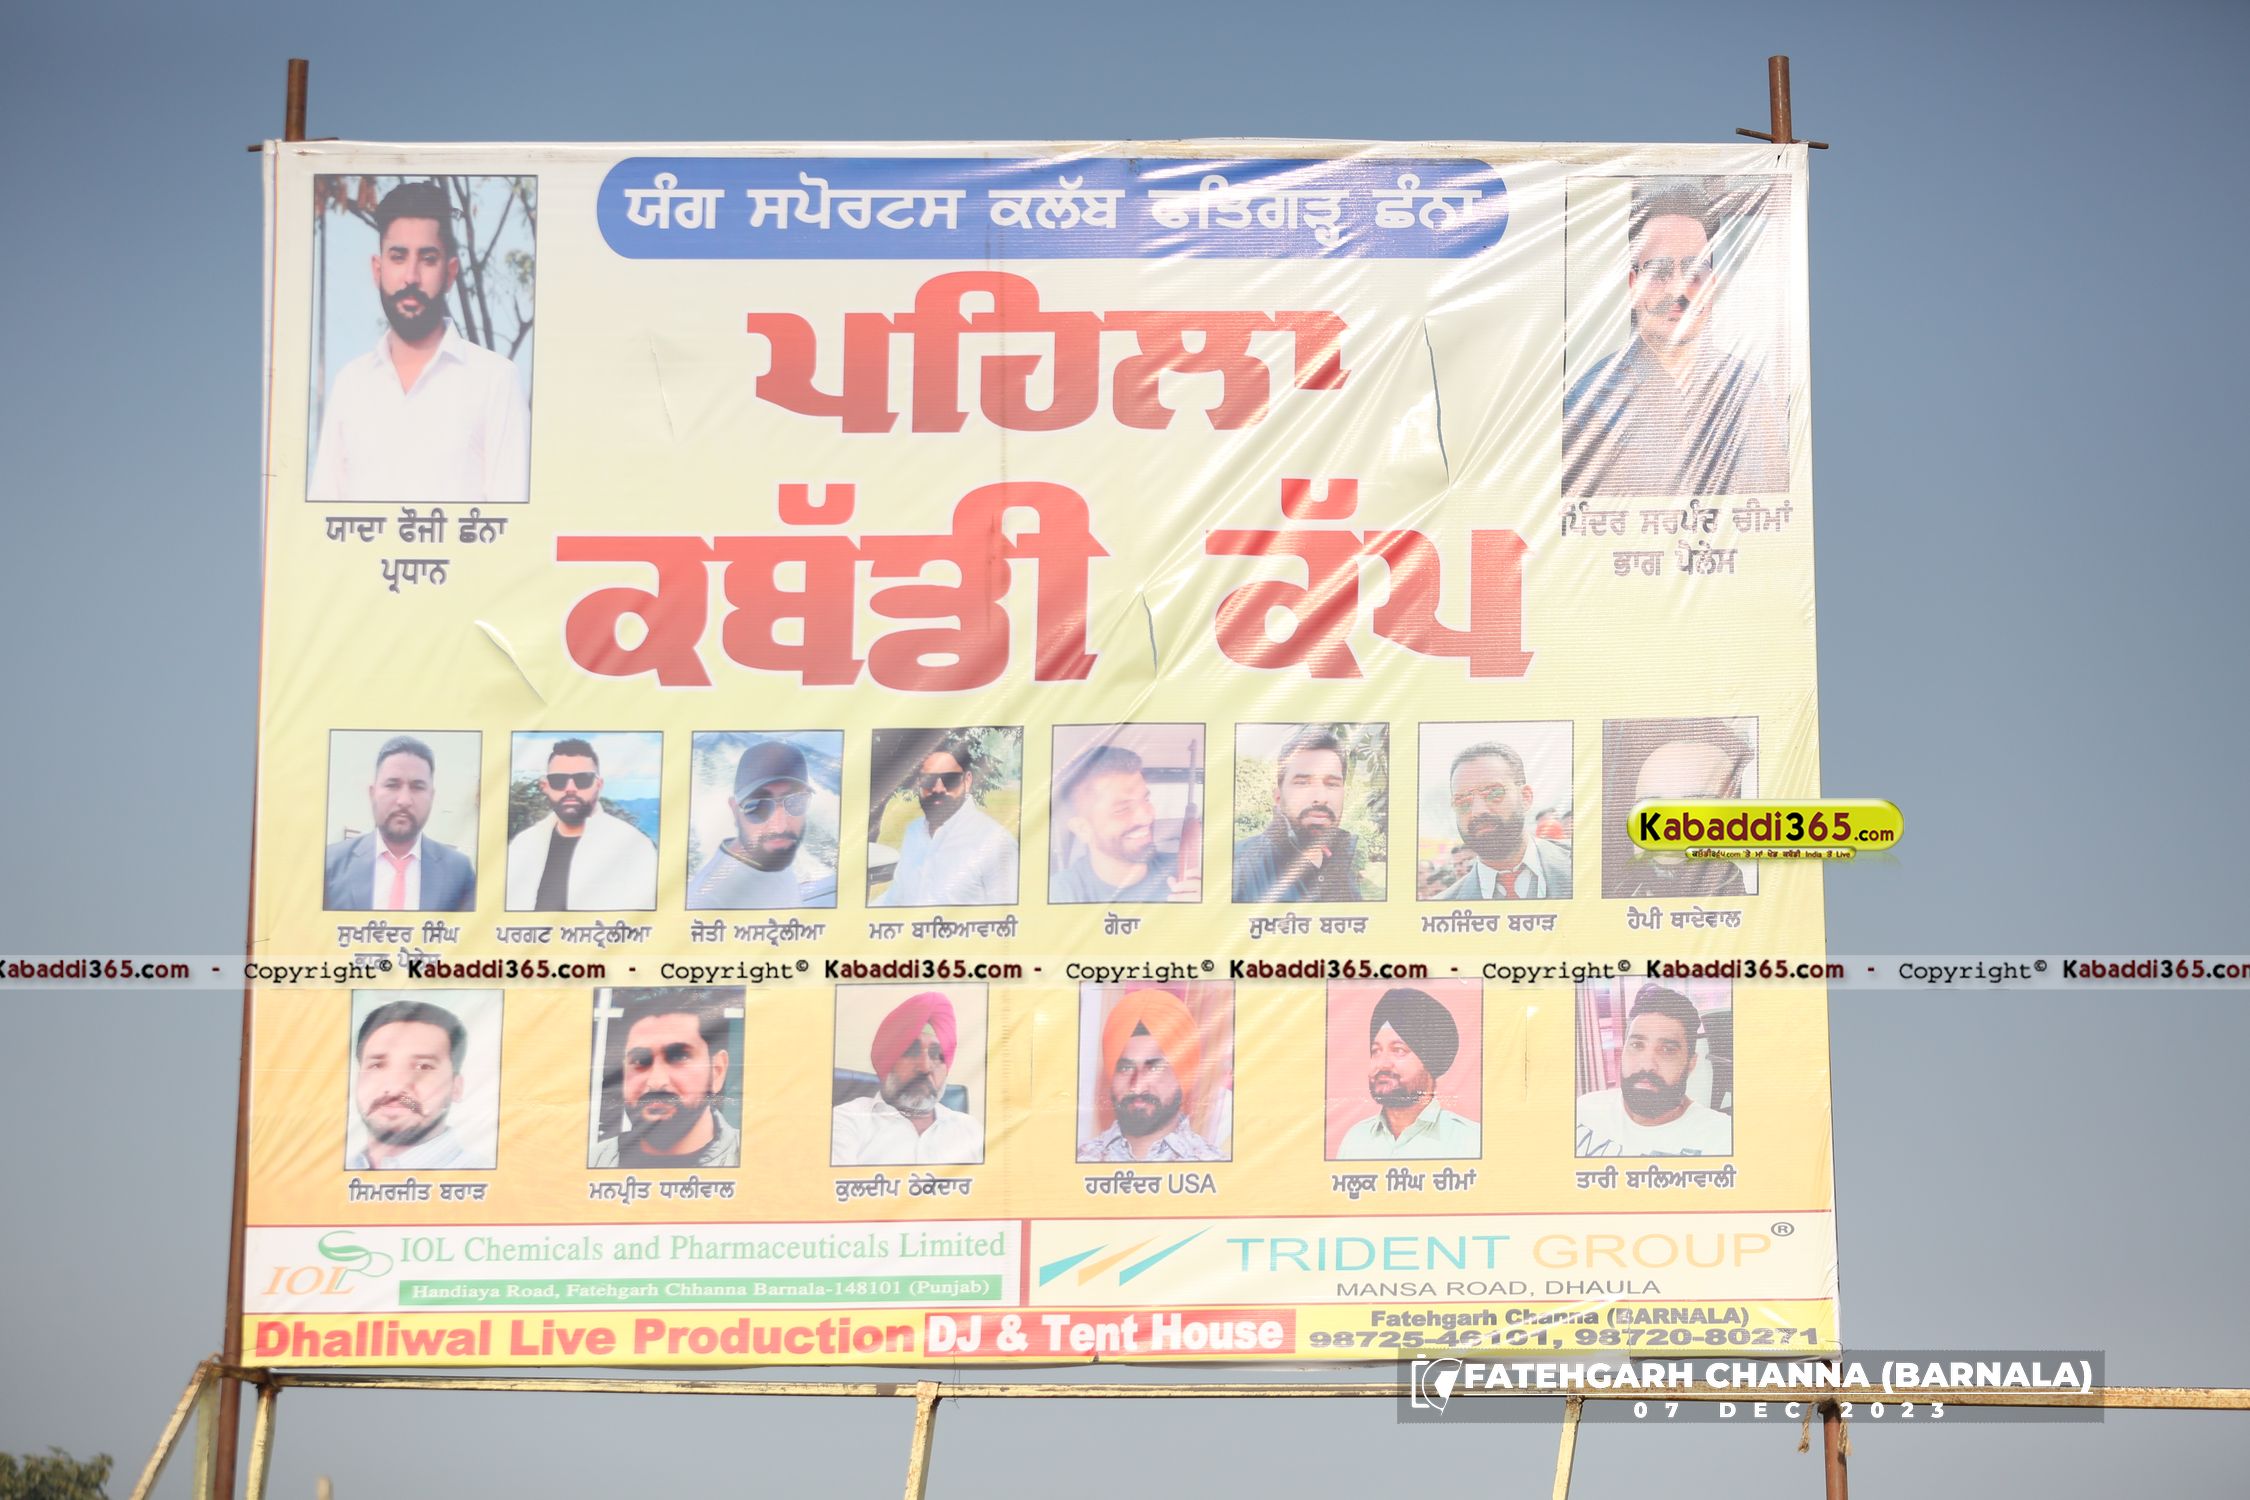 ਯੰਗ ਸਪੋਰਟਸ ਕਲੱਬ ਫਤਿਗੜ੍ਹ ਛੰਨਾ
ਪਹਿਲਾ
ਕਬੱਡੀ ਕੱਪ
ਯਾਦਾ ਫੌਜੀ ਛੰਨਾ
ਪ੍ਰਧਾਨ
ਪਿੰਦਰ ਸਰਪੰਚ ਚੀਮਾਂ
ਭਾਗ ਪੈਲੇਸ
ਸੁਖਵਿੰਦਰ ਸਿੰਘ
ਭਾਗ ਪੈਲੇਸ
ਪਰਗਟ ਅਸਟ੍ਰੈਲੀਆ
ਜੋਤੀ ਅਸਟ੍ਰੈਲੀਆ
ਮਨਾ ਬਾਲਿਆਵਾਲੀ
ਗੋਰਾ
ਸੁਖਵੀਰ ਬਰਾੜ
ਮਨਜਿੰਦਰ ਬਰਾੜ
ਹੈਪੀ ਥਾਦੇਵਾਲ
Kabaddi365.com
Kabaddi365.com - Copyright© Kabaddi365.com - Copyright© Kabaddi365.com - Copyright© Kabaddi365.com - Copyright© Kabaddi365.com - Copyright© Kabaddi365.com
ਸਿਮਰਜੀਤ ਬਰਾੜ
ਮਨਪ੍ਰੀਤ ਧਾਲੀਵਾਲ
ਕੁਲਦੀਪ ਠੇਕੇਦਾਰ
ਹਰਵਿੰਦਰ USA
ਮਲੂਕ ਸਿੰਘ ਚੀਮਾਂ
ਤਾਰੀ ਬਾਲਿਆਵਾਲੀ
IOL
IOL Chemicals and Pharmaceuticals Limited
Handiaya Road, Fatehgarh Chhanna Barnala-148101 (Punjab)
TRIDENT GROUP®
MANSA ROAD, DHAULA
Dhalliwal Live Production DJ & Tent House
Fatehgarh Channa (BARNALA)
98725-46101, 98720-80271
FATEHGARH CHANNA (BARNALA)
07 DEC 2023